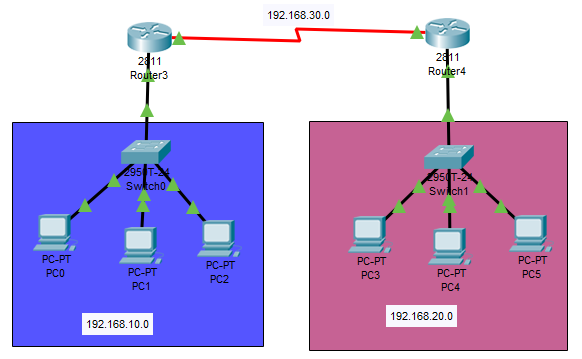 192.168.30.0
2811
Router3
2811
Router4
2950T-24
Switch0
2950T-24
Switch1
PC-PT
PC0
PC-PT
PC1
PC-PT
PC2
PC-PT
PC3
PC-PT
PC4
PC-PT
PC5
192.168.10.0
192.168.20.0